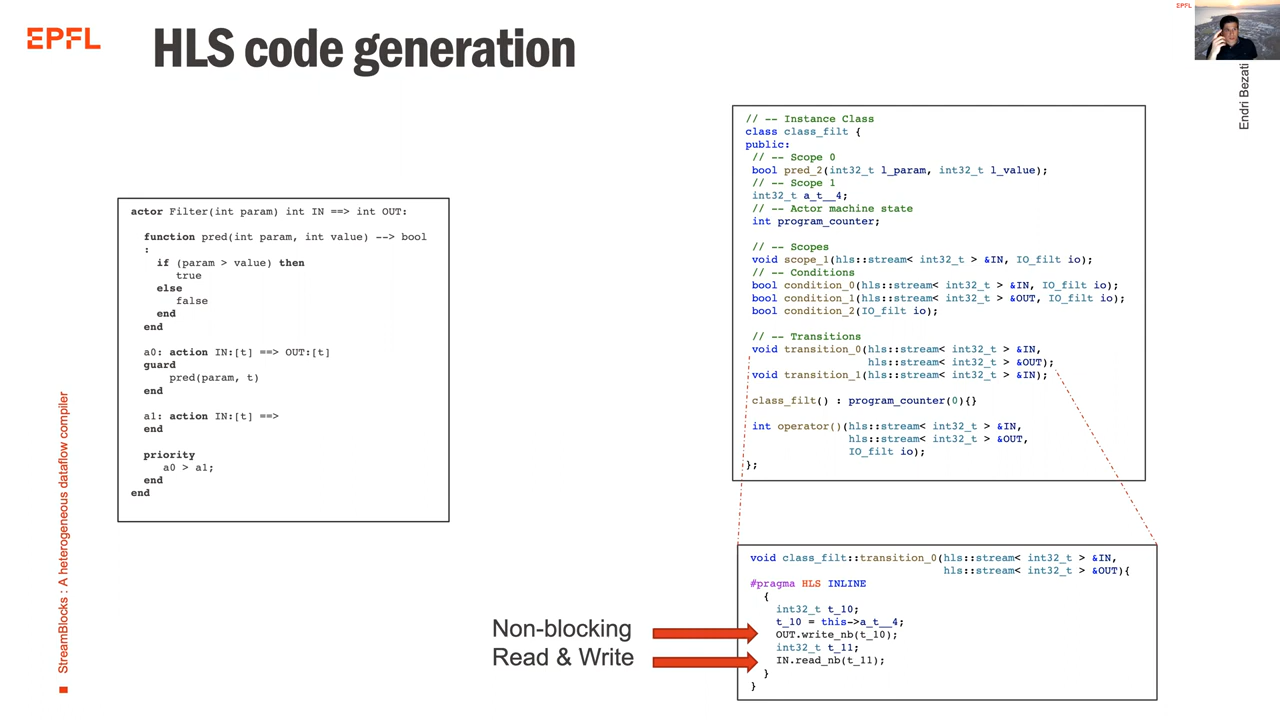 EPFL
HLS code generation
EPFL
Endri Bezati
StreamBlocks : A heterogeneous dataflow compiler
actor Filter(int param) int IN ==> int OUT:
function pred(int param, int value) --> bool
:
if (param > value) then
true
else
false
end
end
a0: action IN:[t] ==> OUT:[t]
guard
pred(param, t)
end
a1: action IN:[t] ==>
end
priority
a0 > a1;
end
end
// -- Instance Class
class class_filt {
public:
// -- Scope 0
bool pred_2(int32_t l_param, int32_t l_value);
// -- Scope 1
int32_t a_t__4;
// -- Actor machine state
int program_counter;
// -- Scopes
void scope_1(hls::stream< int32_t > &IN, IO_filt io);
// -- Conditions
bool condition_0(hls::stream< int32_t > &IN, IO_filt io);
bool condition_1(hls::stream< int32_t > &OUT, IO_filt io);
bool condition_2(IO_filt io);
// -- Transitions
void transition_0(hls::stream< int32_t > &IN,
hls::stream< int32_t > &OUT);
void transition_1(hls::stream< int32_t > &IN);
class_filt() : program_counter(0){}
int operator()(hls::stream< int32_t > &IN,
hls::stream< int32_t > &OUT,
IO_filt io);
};
Non-blocking
Read & Write
void class_filt::transition_0(hls::stream< int32_t > &IN,
hls::stream< int32_t > &OUT){
#pragma HLS INLINE
{
int32_t t_10;
t_10 = this->a_t__4;
OUT.write_nb(t_10);
int32_t t_11;
IN.read_nb(t_11);
}
}